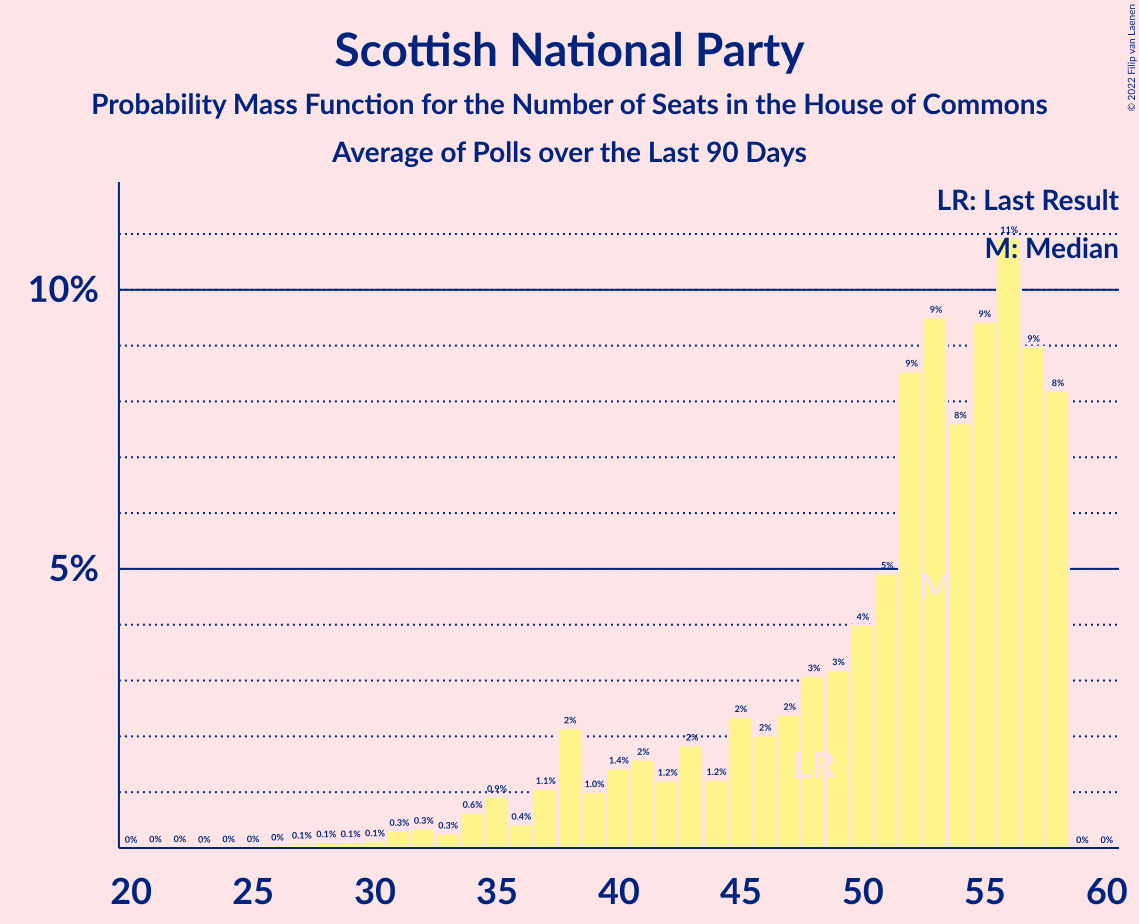 Scottish National Party
Probability Mass Function for the Number of Seats in the House of Commons
Average of Polls over the Last 90 Days
© 2022 Filip van Laenen
LR: Last Result
M: Median
10%
5%
0% 0% 0% 0% 0% 0% 0% 0.1% 0.1% 0.1% 0.1% 0.3% 0.3% 0.3% 0.6% 0.9% 0.4% 1.1% 2% 1.0% 1.4% 2% 1.2% 2% 1.2% 2% 2% 2% 3% 3% 4% 5% 9% 9% 8% 9% 11% 9% 8% 0% 0%
M
LR
20 25 30 35 40 45 50 55 60